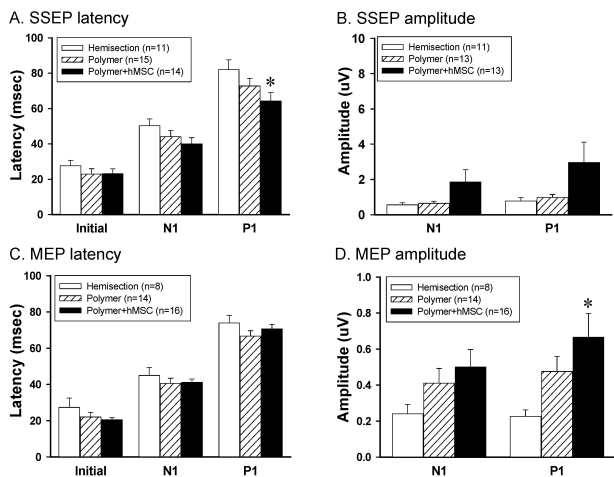 A. SSEP latency
Latency (msec)
100
80
60
40
20
0
Hemisection (n=11)
Polymer (n=15)
Polymer+hMSC (n=14)
*
Initial N1 P1
B. SSEP amplitude
Amplitude (uV)
10
8
6
4
2
0
Hemisection (n=11)
Polymer (n=13)
Polymer+hMSC (n=13)
N1 P1
C. MEP latency
Latency (msec)
100
80
60
40
20
0
Hemisection (n=8)
Polymer (n=14)
Polymer+hMSC (n=16)
Initial N1 P1
D. MEP amplitude
Amplitude (uV)
1.0
0.8
0.6
0.4
0.2
0.0
Hemisection (n=8)
Polymer (n=14)
Polymer+hMSC (n=16)
*
N1 P1